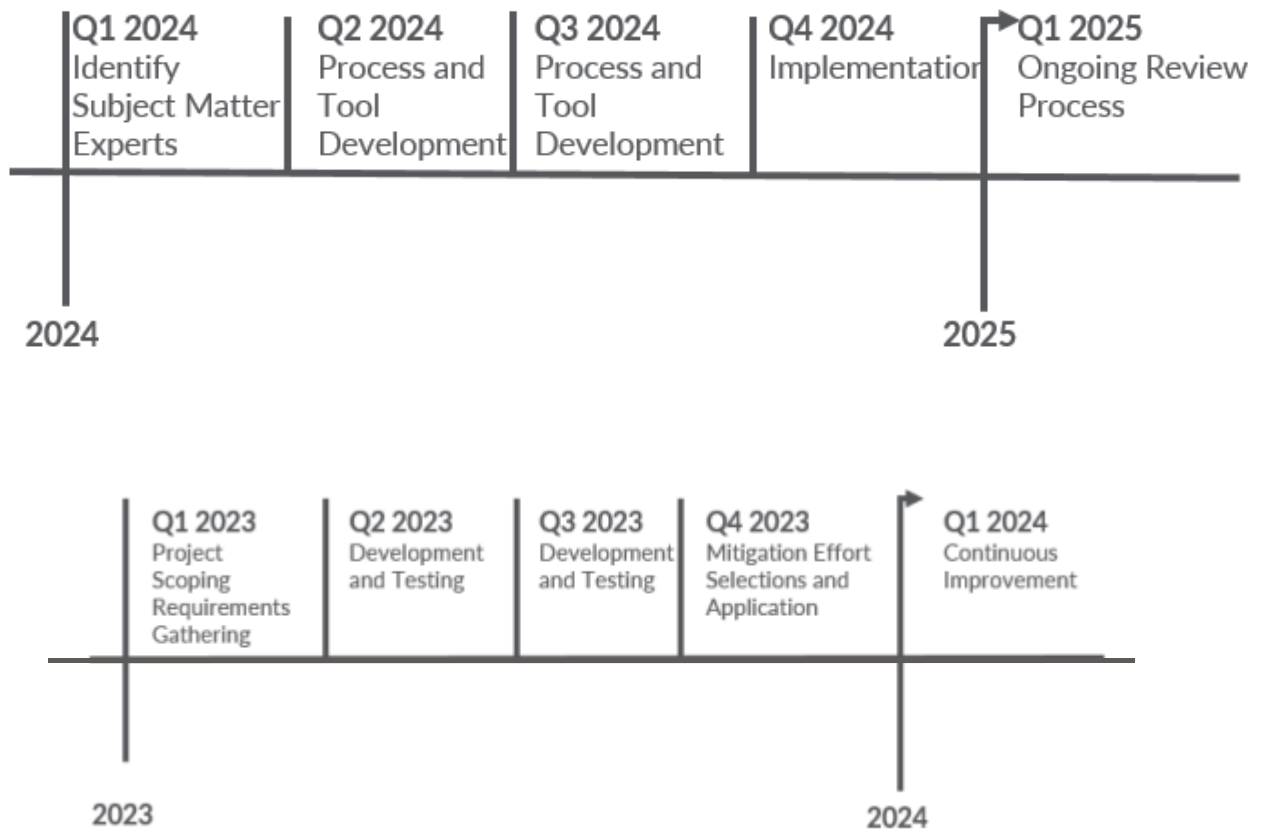 Q1 2024
Identify
Subject Matter
Experts
Q2 2024
Process and
Tool
Development
Q3 2024
Process and
Tool
Development
Q4 2024
Implementation
Q1 2025
Ongoing Review
Process
2024
2025
Q1 2023
Project
Scoping
Requirements
Gathering
Q2 2023
Development
and Testing
Q3 2023
Development
and Testing
Q4 2023
Mitigation Effort
Selections and
Application
Q1 2024
Continuous
Improvement
2023
2024